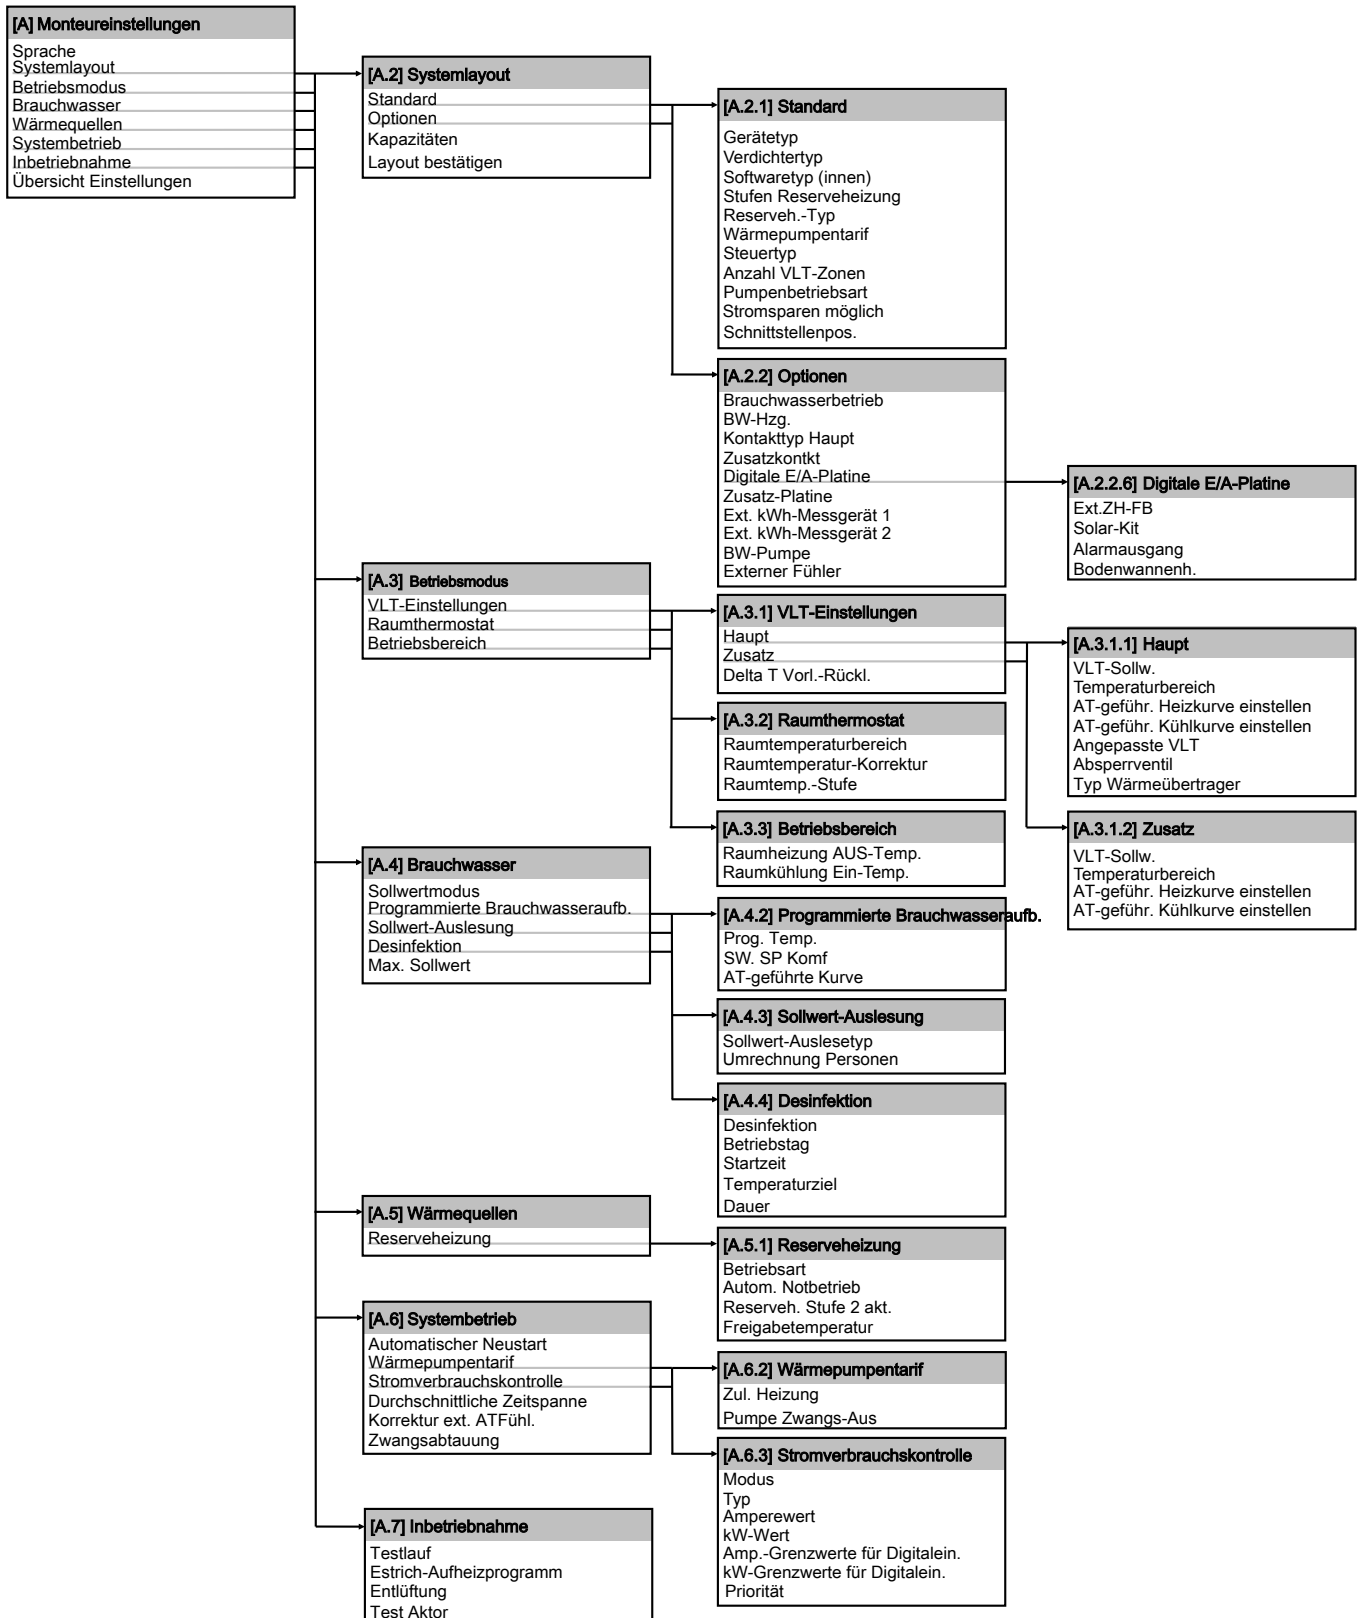 [A] Monteureinstellungen
Sprache
Systemlayout
Betriebsmodus
Brauchwasser
Wärmequellen
Systembetrieb
Inbetriebnahme
Übersicht Einstellungen
[A.2] Systemlayout
Standard
Optionen
Kapazitäten
Layout bestätigen
[A.2.1] Standard
Gerätetyp
Verdichtertyp
Softwaretyp (innen)
Stufen Reserveheizung
Reserveh.-Typ
Wärmepumpentarif
Steuertyp
Anzahl VLT-Zonen
Pumpenbetriebsart
Stromsparen möglich
Schnittstellenpos.
[A.2.2] Optionen
Brauchwasserbetrieb
BW-Hzg.
Kontakttyp Haupt
Zusatzkontkt
Digitale E/A-Platine
Zusatz-Platine
Ext. kWh-Messgerät 1
Ext. kWh-Messgerät 2
BW-Pumpe
Externer Fühler
[A.2.2.6] Digitale E/A-Platine
Ext.ZH-FB
Solar-Kit
Alarmausgang
Bodenwannenh.
[A.3] Betriebsmodus
VLT-Einstellungen
Raumthermostat
Betriebsbereich
[A.3.1] VLT-Einstellungen
Haupt
Zusatz
Delta T Vorl.-Rückl.
[A.3.1.1] Haupt
VLT-Sollw.
Temperaturbereich
AT-geführ. Heizkurve einstellen
AT-geführ. Kühlkurve einstellen
Angepasste VLT
Absperrventil
Typ Wärmeübertrager
[A.3.2] Raumthermostat
Raumtemperaturbereich
Raumtemperatur-Korrektur
Raumtemp.-Stufe
[A.3.3] Betriebsbereich
Raumheizung AUS-Temp.
Raumkühlung Ein-Temp.
[A.3.1.2] Zusatz
VLT-Sollw.
Temperaturbereich
AT-geführ. Heizkurve einstellen
AT-geführ. Kühlkurve einstellen
[A.4] Brauchwasser
Sollwertmodus
Programmierte Brauchwasseraufb.
Sollwert-Auslesung
Desinfektion
Max. Sollwert
[A.4.2] Programmierte Brauchwasseraufb.
Prog. Temp.
SW. SP Komf
AT-geführte Kurve
[A.4.3] Sollwert-Auslesung
Sollwert-Auslesetyp
Umrechnung Personen
[A.4.4] Desinfektion
Desinfektion
Betriebstag
Startzeit
Temperaturziel
Dauer
[A.5] Wärmequellen
Reserveheizung
[A.5.1] Reserveheizung
Betriebsart
Autom. Notbetrieb
Reserveh. Stufe 2 akt.
Freigabetemperatur
[A.6] Systembetrieb
Automatischer Neustart
Wärmepumpentarif
Stromverbrauchskontrolle
Durchschnittliche Zeitspanne
Korrektur ext. ATFühl.
Zwangsabtauung
[A.6.2] Wärmepumpentarif
Zul. Heizung
Pumpe Zwangs-Aus
[A.6.3] Stromverbrauchskontrolle
Modus
Typ
Amperewert
kW-Wert
Amp.-Grenzwerte für Digitalein.
kW-Grenzwerte für Digitalein.
Priorität
[A.7] Inbetriebnahme
Testlauf
Estrich-Aufheizprogramm
Entlüftung
Test Aktor